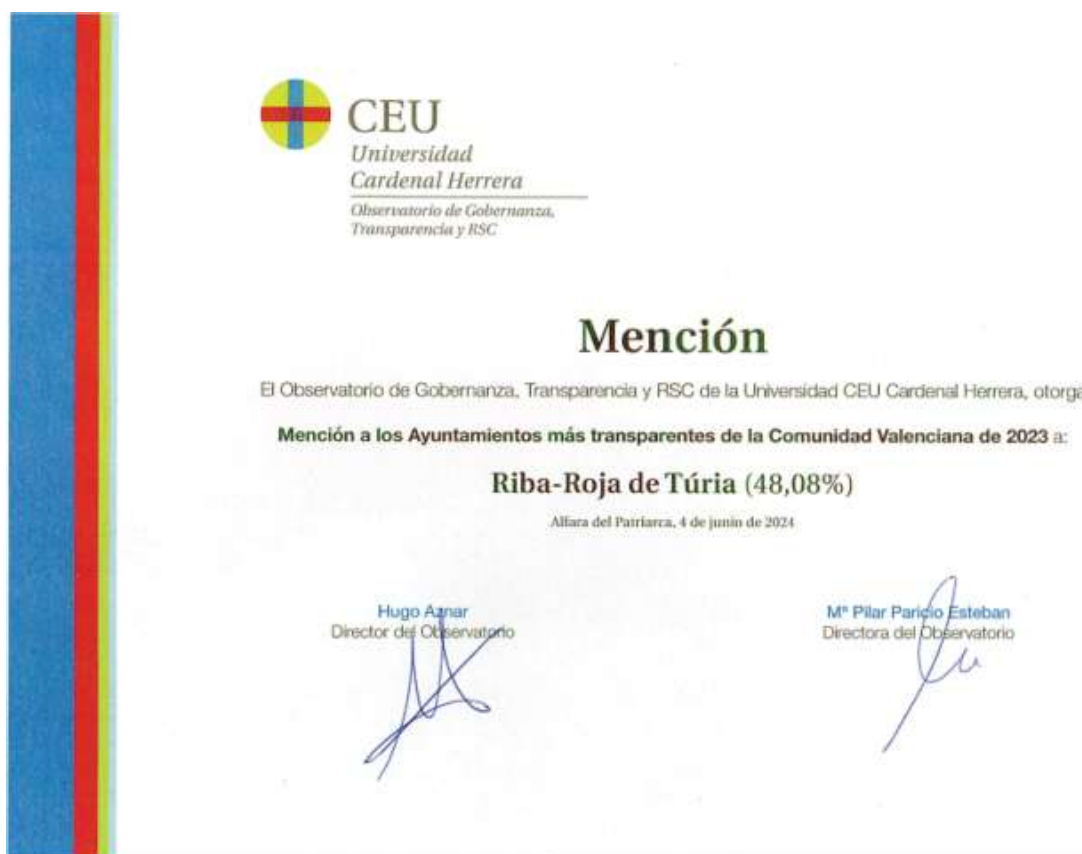 CEU
Universidad
Cardenal Herrera
Observatorio de Gobernanza,
Transparencia y RSC
Mención
El Observatorio de Gobernanza, Transparencia y RSC de la Universidad CEU Cardenal Herrera, otorga
Mención a los Ayuntamientos más transparentes de la Comunidad Valenciana de 2023 a:
Riba-Roja de Túria (48,08%)
Alfara del Patriarca, 4 de junio de 2024
Hugo Aznar
Director del Observatorio
Mª Pilar Paricio Esteban
Directora del Observatorio